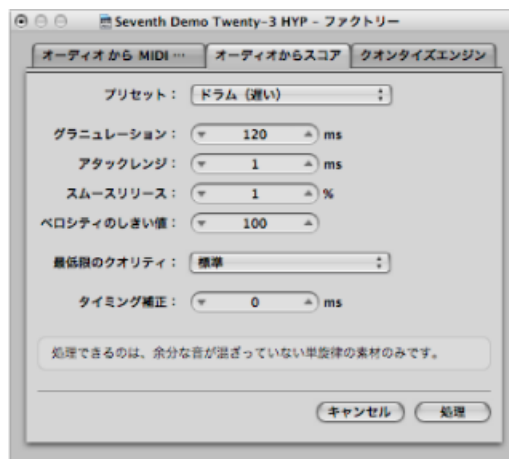 Seventh Demo Twenty-3 HYP – ファクトリー
オーディオ から MIDI … オーディオからスコア クオンタイズエンジン
プリセット： ドラム（遅い）
グラニュレーション： 120 ms
アタックレンジ： 1 ms
スムースリリース： 1 %
ベロシティのしきい値： 100
最低限のクオリティ： 標準
タイミング補正： 0 ms
処理できるのは、余分な音が混ざっていない単旋律の素材のみです。
キャンセル 処理